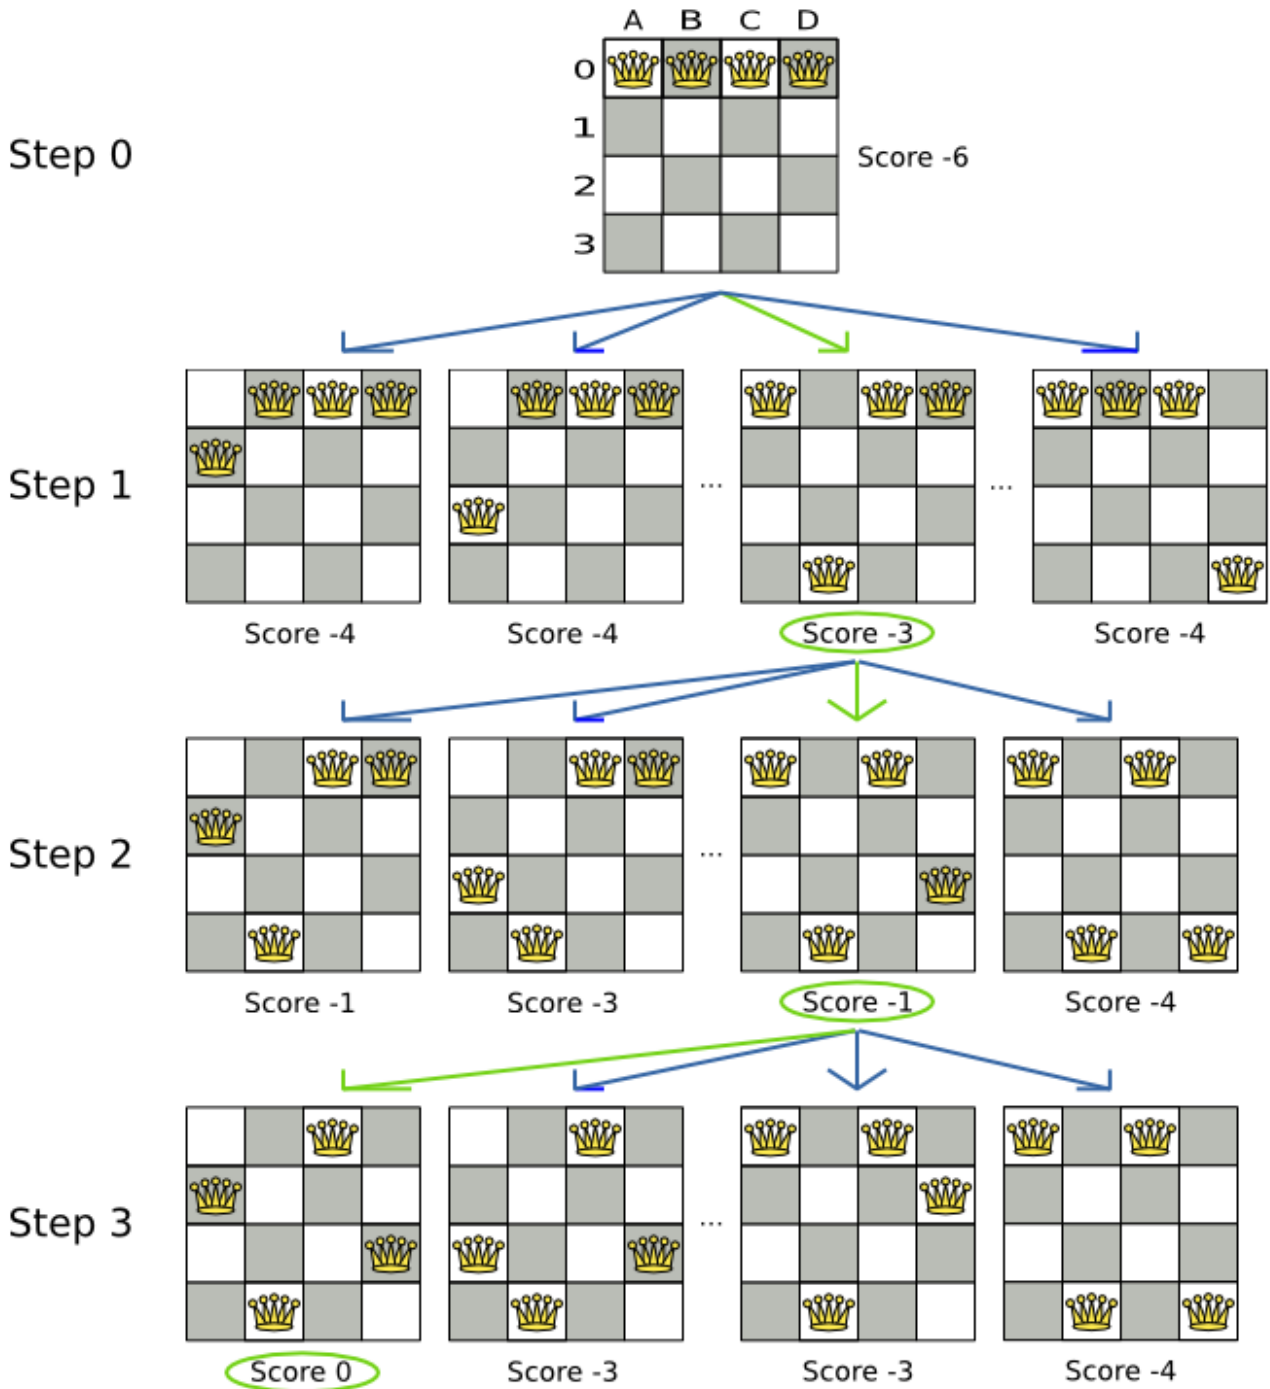 A B C D
0
1
Step 0
Score -6
2
3
Step 1
... ...
Score -4 Score -4 Score -3 Score -4
Step 2
...
Score -1 Score -3 Score -1 Score -4
Step 3
...
Score 0 Score -3 Score -3 Score -4